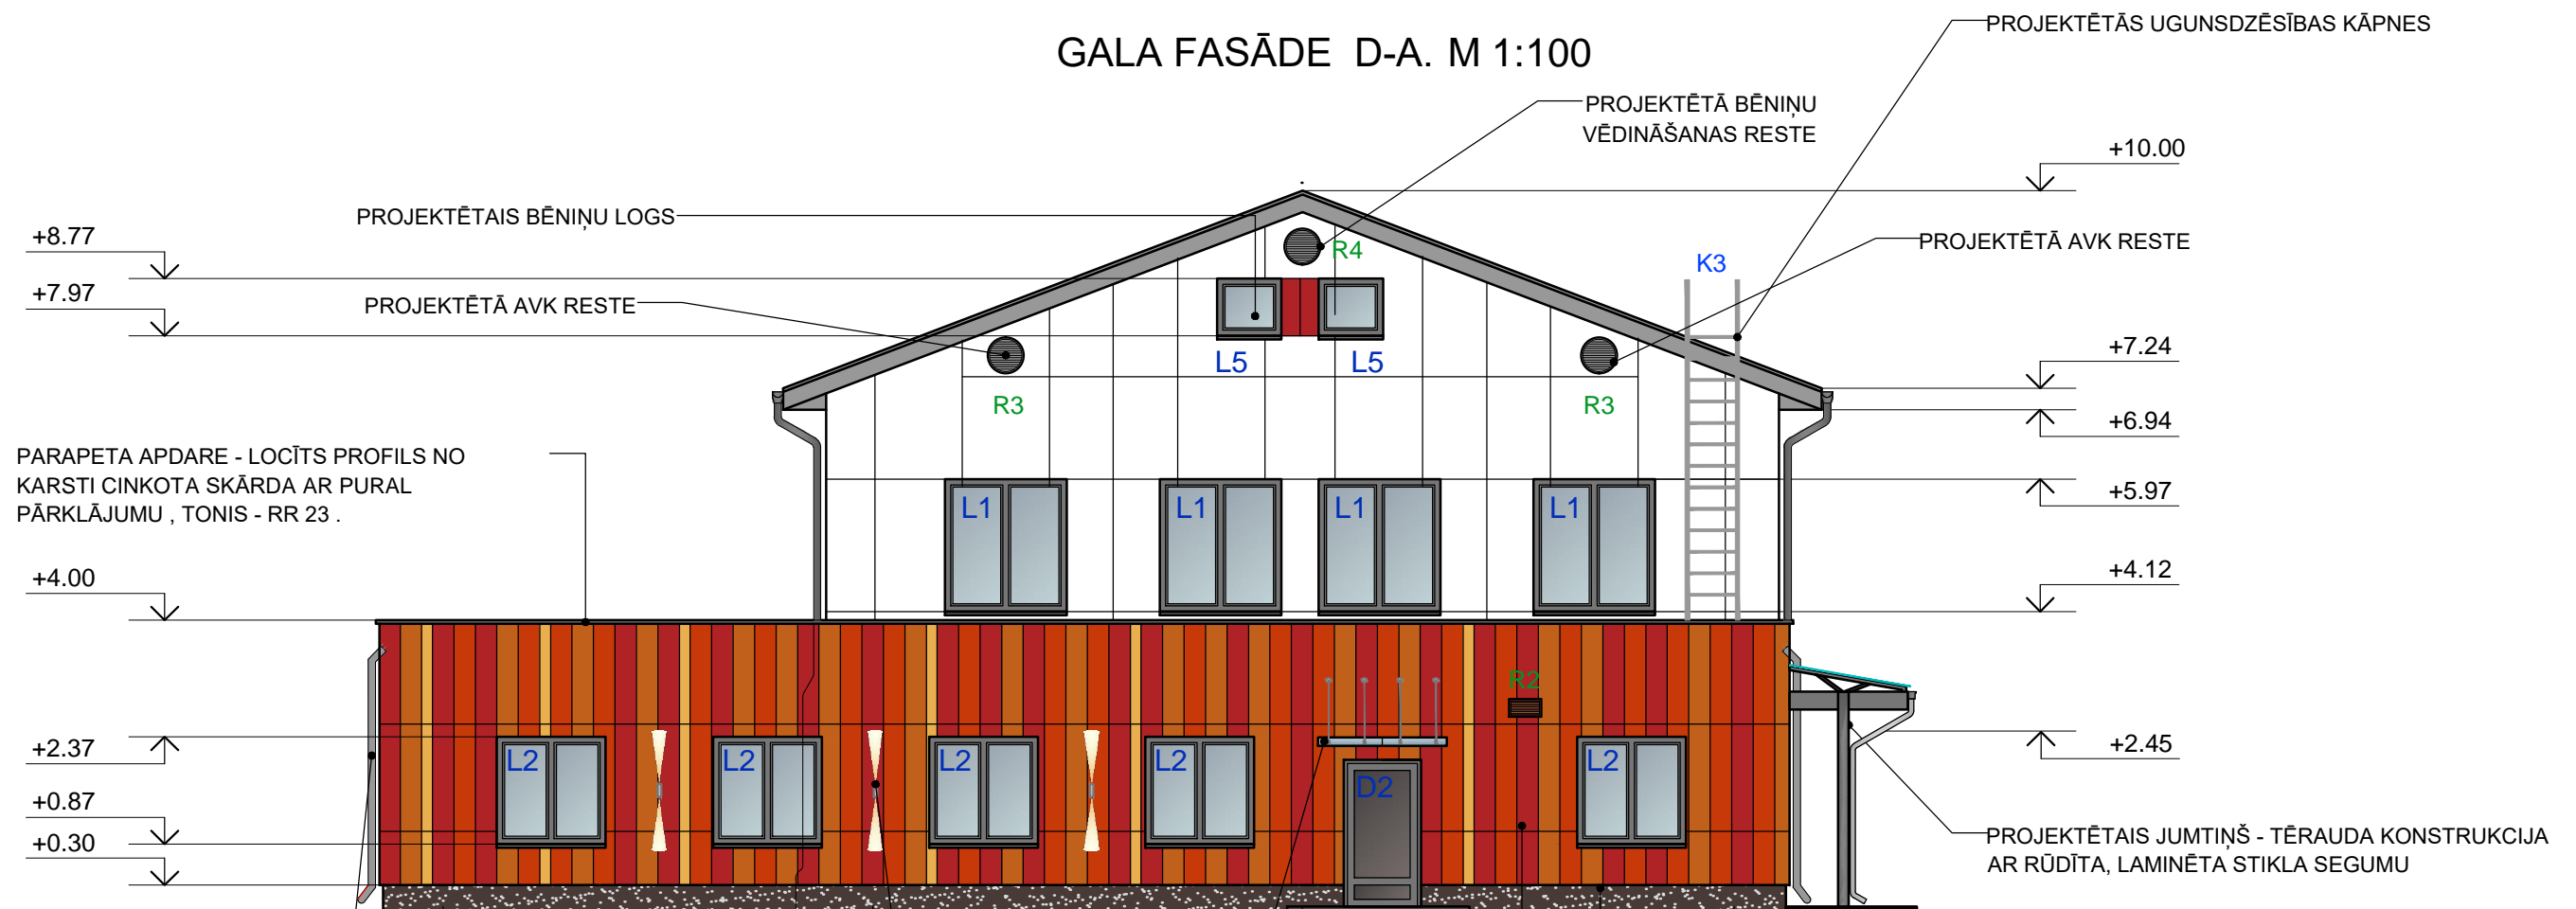 GALA FASĀDE D-A. M 1:100
PROJEKTĒTĀS UGUNSDZĒSĪBAS KĀPNES
PROJEKTĒTĀ BĒNIŅU
VĒDINĀŠANAS RESTE
+10.00
PROJEKTĒTAIS BĒNIŅU LOGS
+8.77
R4
K3
PROJEKTĒTĀ AVK RESTE
+7.97
PROJEKTĒTĀ AVK RESTE
L5
L5
+7.24
R3
R3
+6.94
PARAPETA APDARE - LOCĪTS PROFILS NO
KARSTI CINKOTA SKĀRDA AR PURAL
PĀRKLĀJUMU , TONIS - RR 23 .
L1
L1
L1
L1
+5.97
+4.00
+4.12
R2
+2.37
L2
L2
L2
L2
D2
L2
+2.45
+0.87
+0.30
PROJEKTĒTAIS JUMTIŅŠ - TĒRAUDA KONSTRUKCIJA
AR RŪDĪTA, LAMINĒTA STIKLA SEGUMU